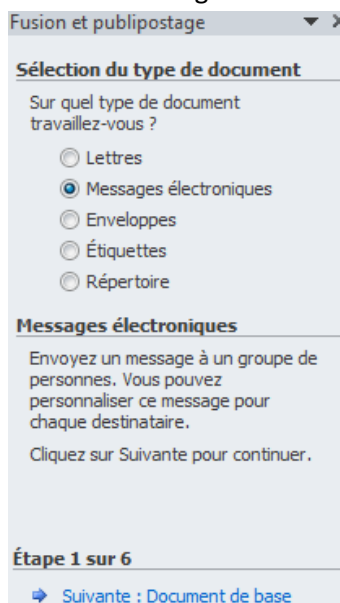 Fusion et publipostage
Sélection du type de document
Sur quel type de document
travaillez-vous ?
Lettres
Messages électroniques
Enveloppes
Étiquettes
Répertoire
Messages électroniques
Envoyez un message à un groupe de
personnes. Vous pouvez
personnaliser ce message pour
chaque destinataire.
Cliquez sur Suivante pour continuer.
Étape 1 sur 6
Suivante : Document de base